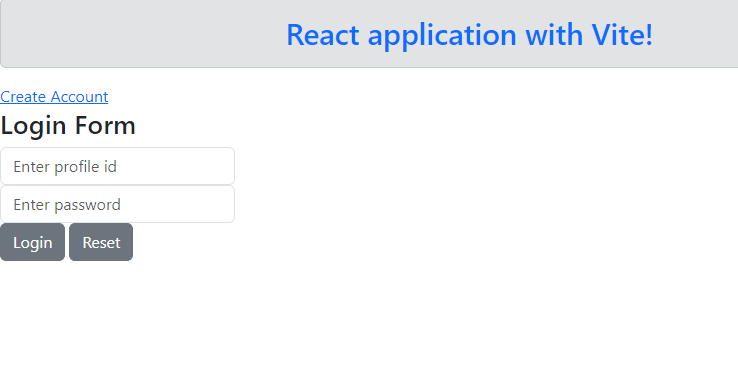 React application with Vite!
Create Account
Login Form
Enter profile id
Enter password
Login Reset